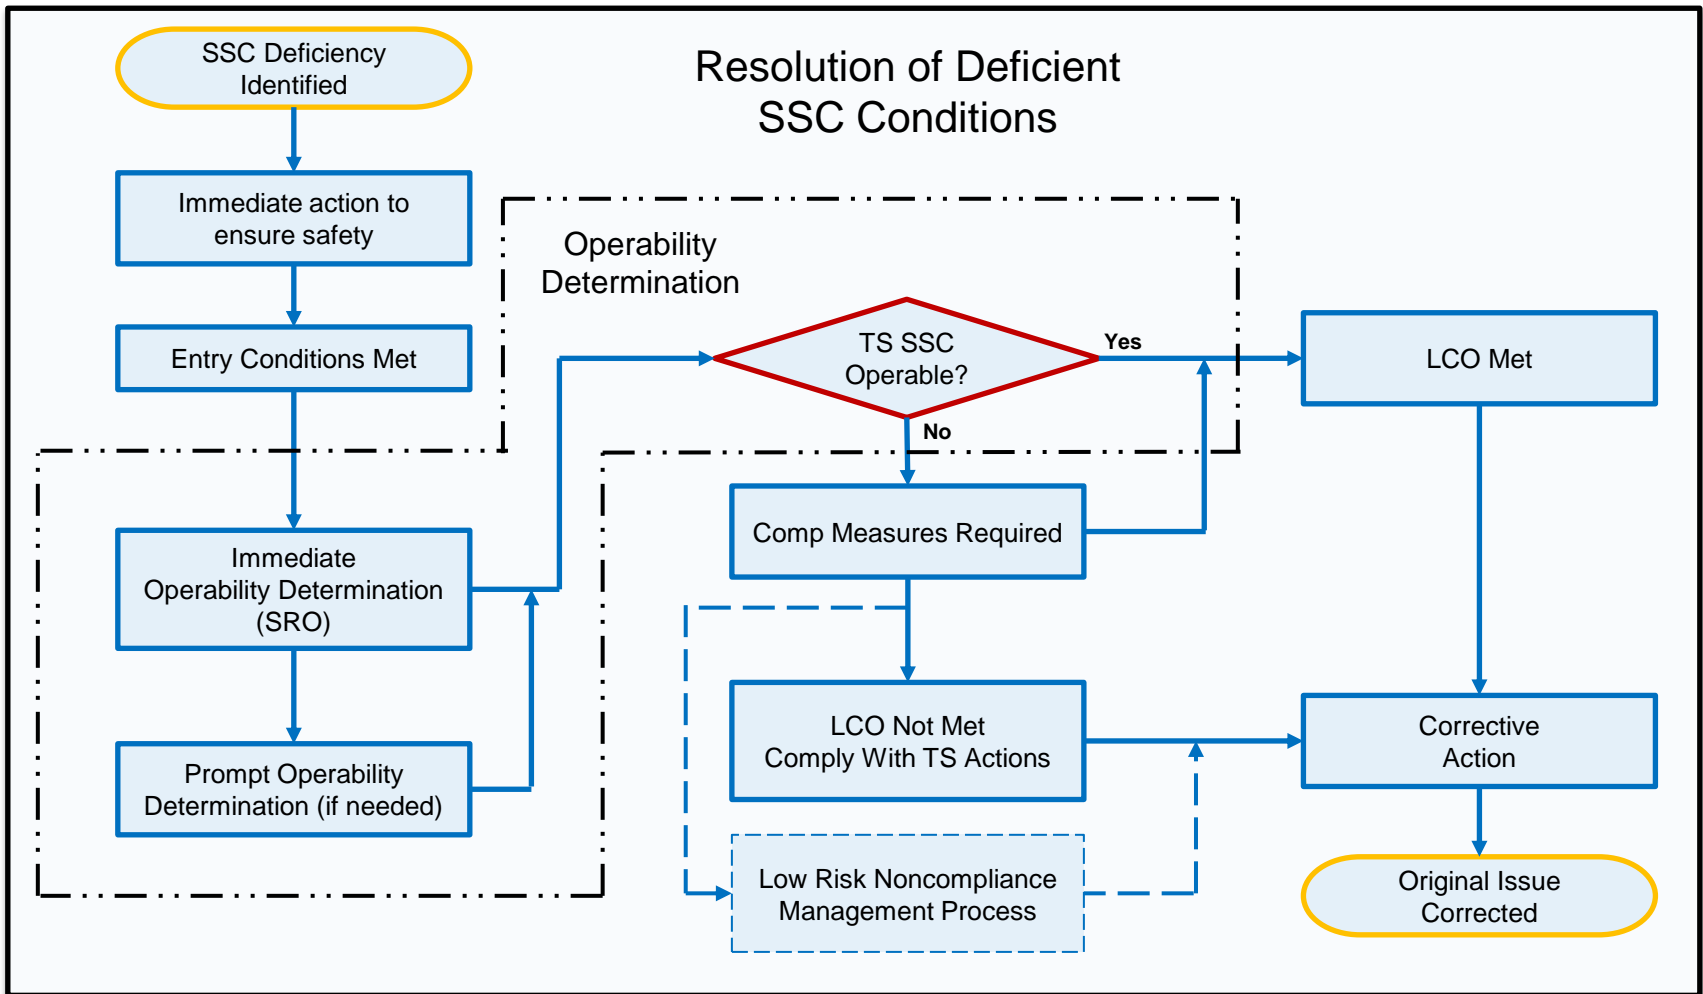 Resolution of Deficient
SSC Conditions
SSC Deficiency
Identified
Immediate action to
ensure safety
Entry Conditions Met
Operability
Determination
Immediate
Operability Determination
(SRO)
Prompt Operability
Determination (if needed)
TS SSC
Operable?
Yes
No
LCO Met
Comp Measures Required
LCO Not Met
Comply With TS Actions
Low Risk Noncompliance
Management Process
Corrective
Action
Original Issue
Corrected